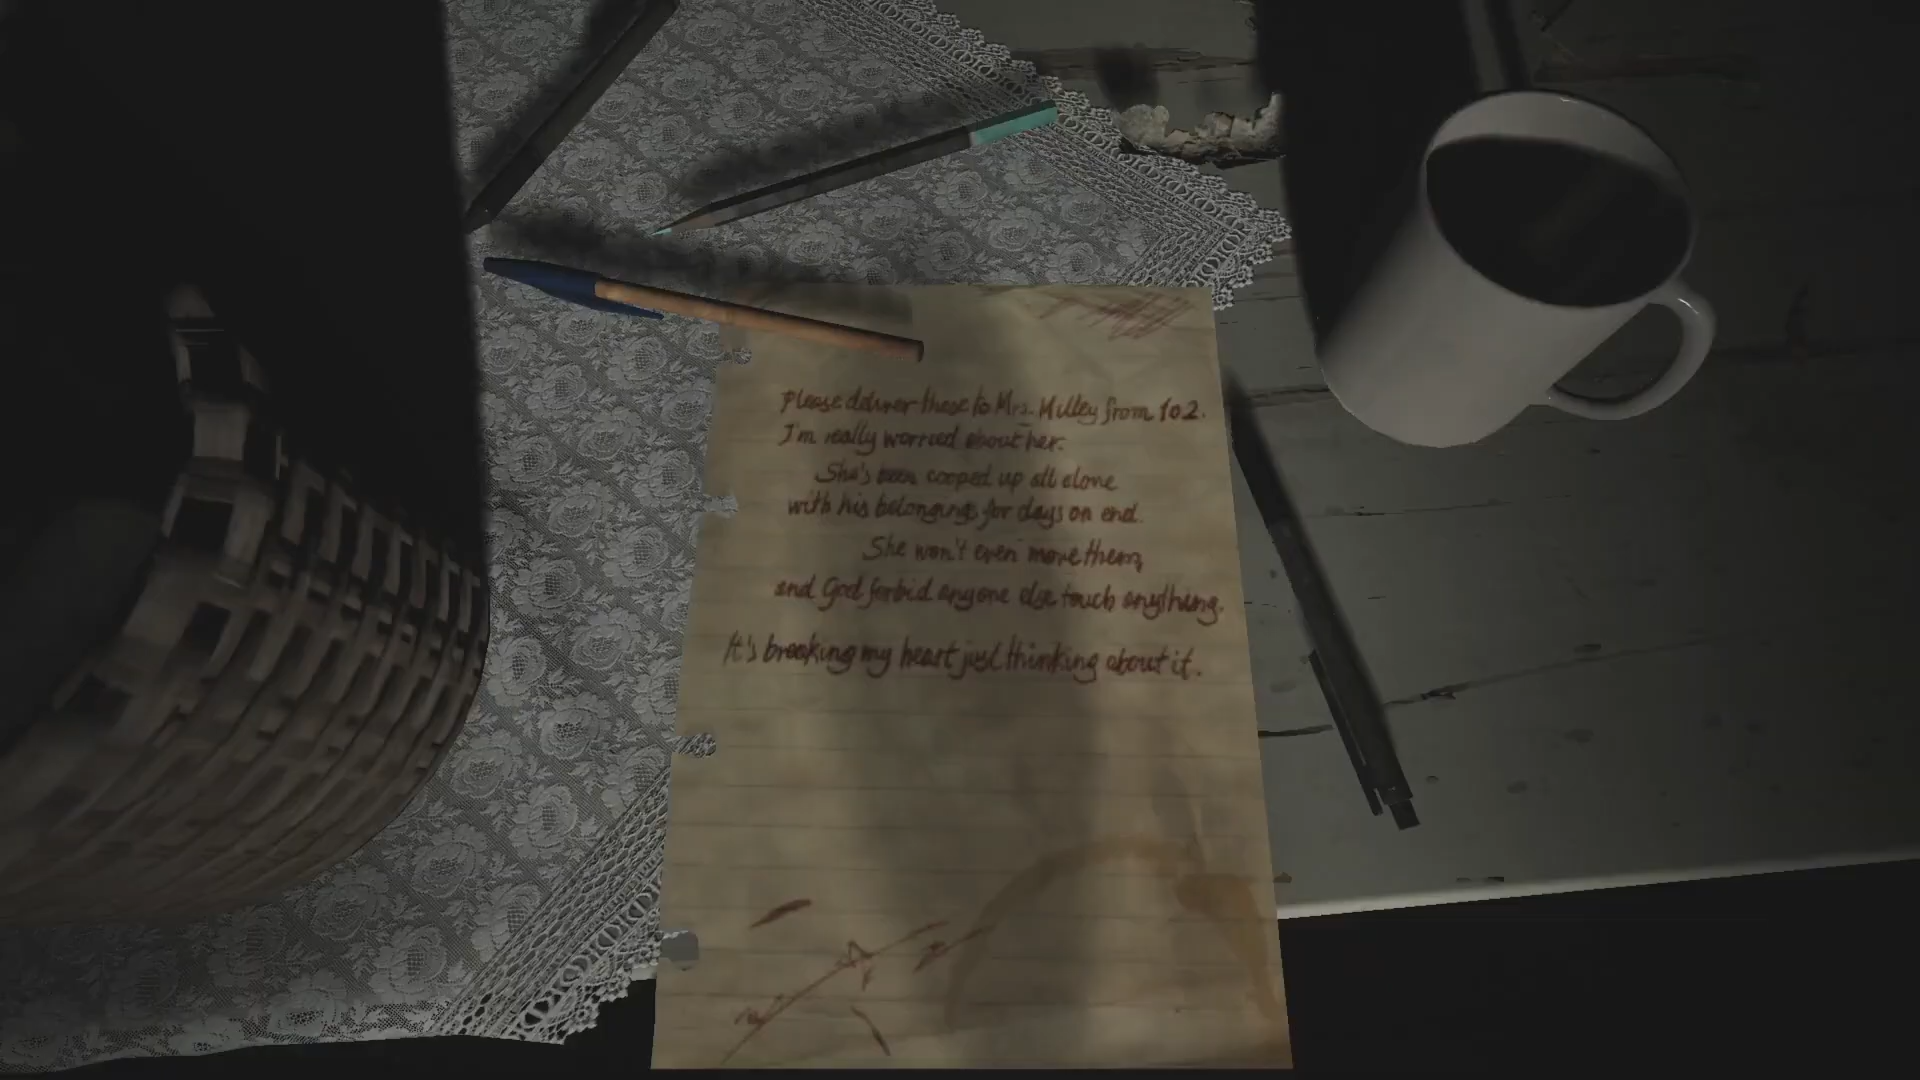 Please deliver these to Mrs. Hilley from 102.
I'm really worried about her.
She's been cooped up all alone
with his belongings for days on end.
She won't even move them,
and God forbid anyone else touch anything.
It's breaking my heart just thinking about it.